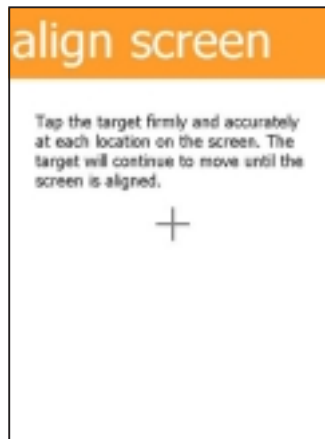 align screen
Tap the target firmly and accurately
at each location on the screen. The
target will continue to move until the
screen is aligned.